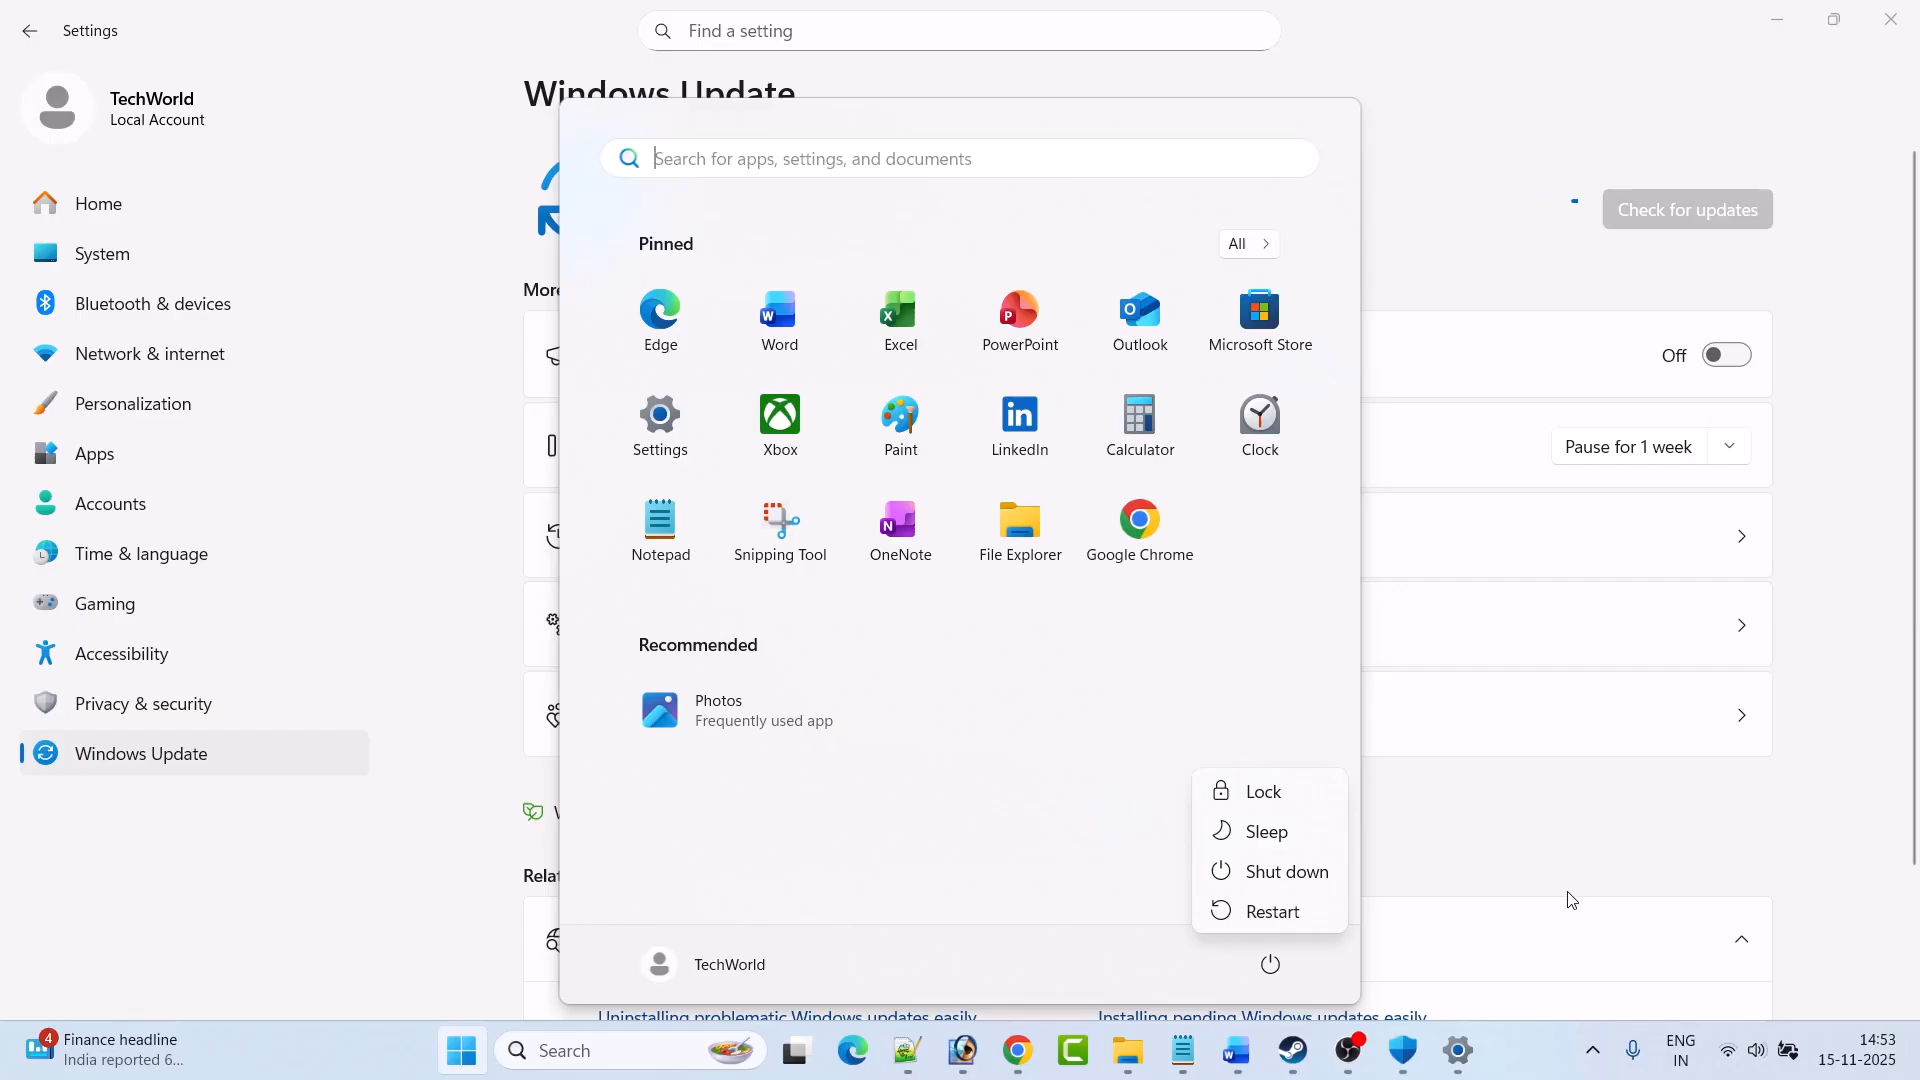 Settings
Find a setting
TechWorld
Local Account
Home
System
Bluetooth & devices
Network & internet
Personalization
Apps
Accounts
Time & language
Gaming
Accessibility
Privacy & security
Windows Update
Windows Update
Check for updates
More
Off
Pause for 1 week
Rela
Search for apps, settings, and documents
Pinned
All
Edge
Word
Excel
PowerPoint
Outlook
Microsoft Store
Settings
Xbox
Paint
LinkedIn
Calculator
Clock
Notepad
Snipping Tool
OneNote
File Explorer
Google Chrome
Recommended
Photos
Frequently used app
Lock
Sleep
Shut down
Restart
TechWorld
Uninstalling problematic Windows updates easily
Installing pending Windows updates easily
4
Finance headline
India reported 6...
Search
ENG
IN
14:53
15-11-2025